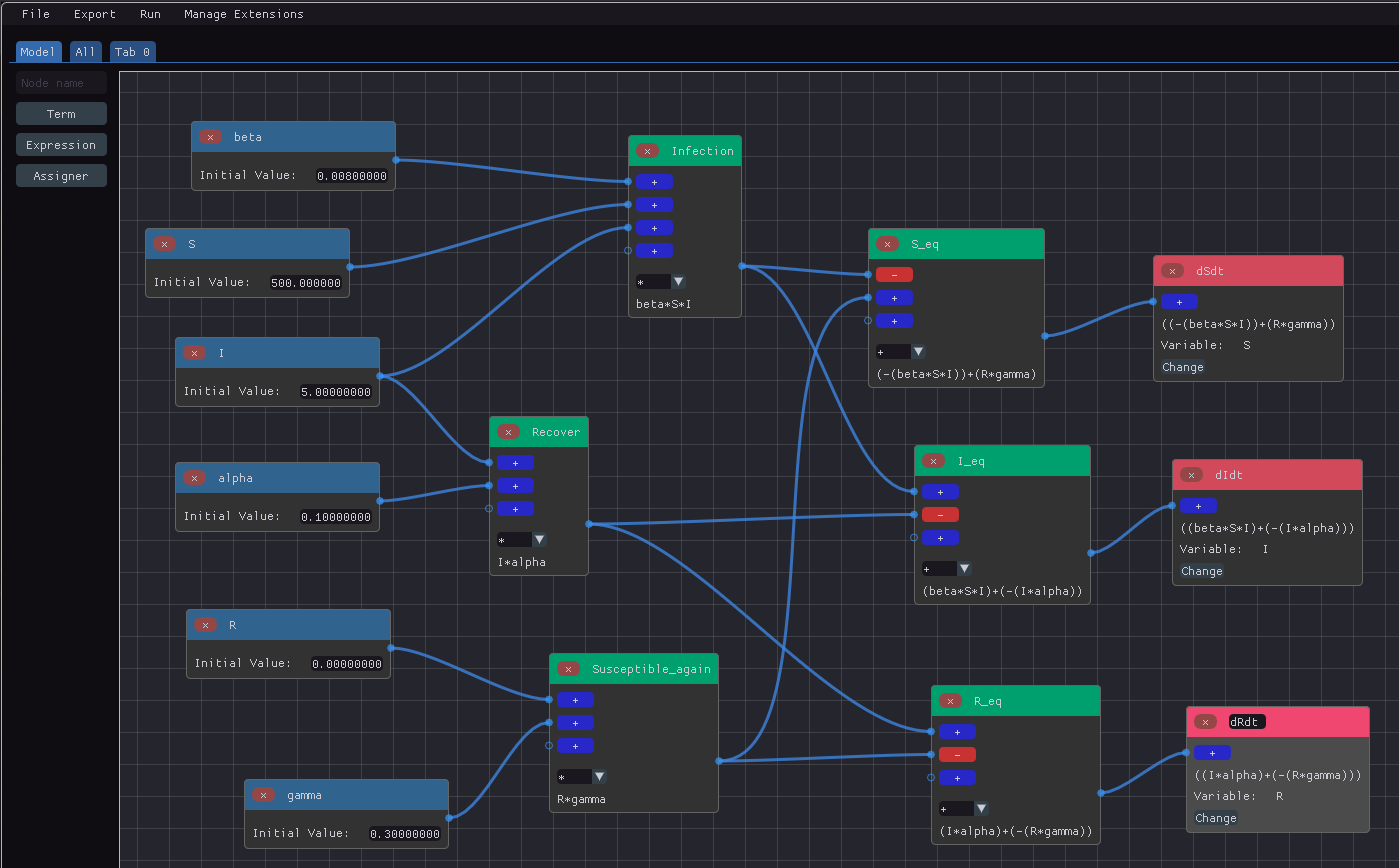 File Export Run Manage Extensions
Model All Tab 0
Node name
Term
Expression
Assigner
× beta
Initial Value: 0.00800000
× S
Initial Value: 500.000000
× I
Initial Value: 5.00000000
× alpha
Initial Value: 0.10000000
× R
Initial Value: 0.00000000
× gamma
Initial Value: 0.30000000
× Infection
+
+
+
+
* ▼
beta*S*I
× Recover
+
+
+
* ▼
I*alpha
× Susceptible_again
+
+
+
* ▼
R*gamma
× S_eq
-
+
+
+ ▼
(-(beta*S*I))+(R*gamma)
× I_eq
+
-
+
+ ▼
(beta*S*I)+(-(I*alpha))
× R_eq
+
-
+
+ ▼
(I*alpha)+(-(R*gamma))
× dSdt
+
((-(beta*S*I))+(R*gamma))
Variable: S
Change
× dIdt
+
((beta*S*I)+(-(I*alpha)))
Variable: I
Change
× dRdt
+
((I*alpha)+(-(R*gamma)))
Variable: R
Change